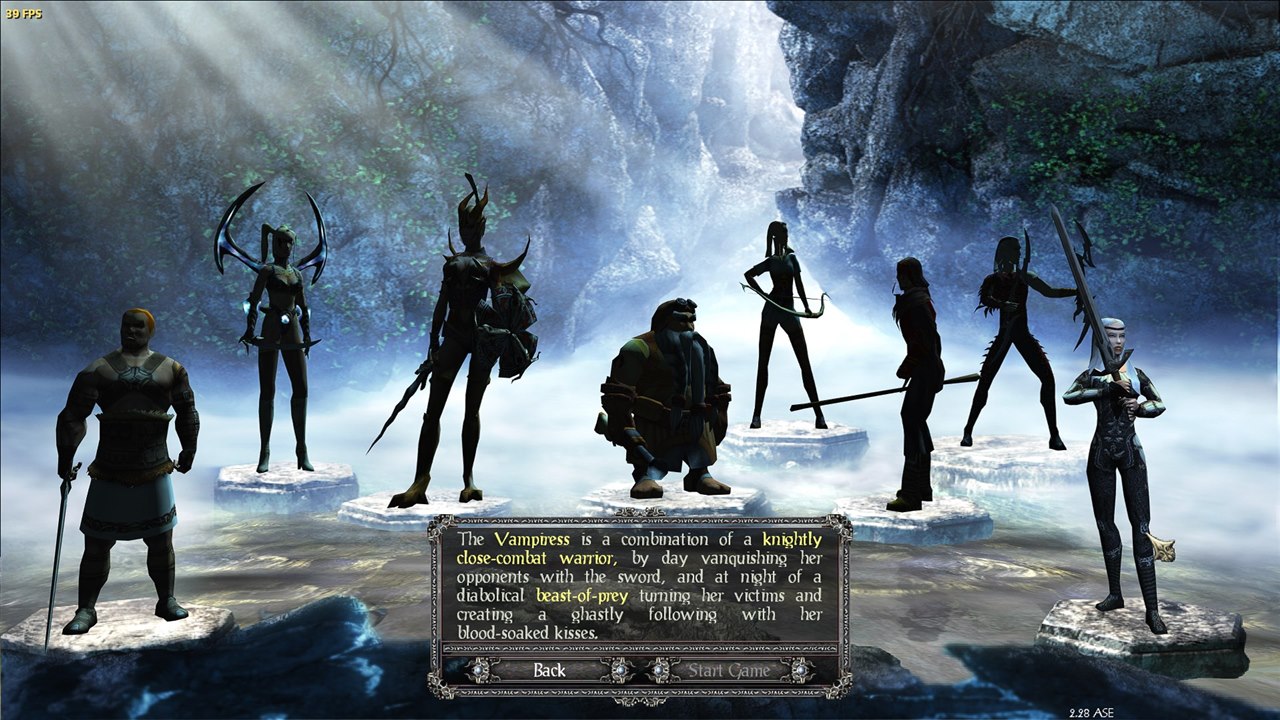 39 FPS
The Vampiress is a combination of a knightly
close-combat warrior, by day vanquishing her
opponents with the sword, and at night of a
diabolical beast-of-prey turning her victims and
creating a ghastly following with her
blood-soaked kisses.
Back Start Game
2.28 ASE